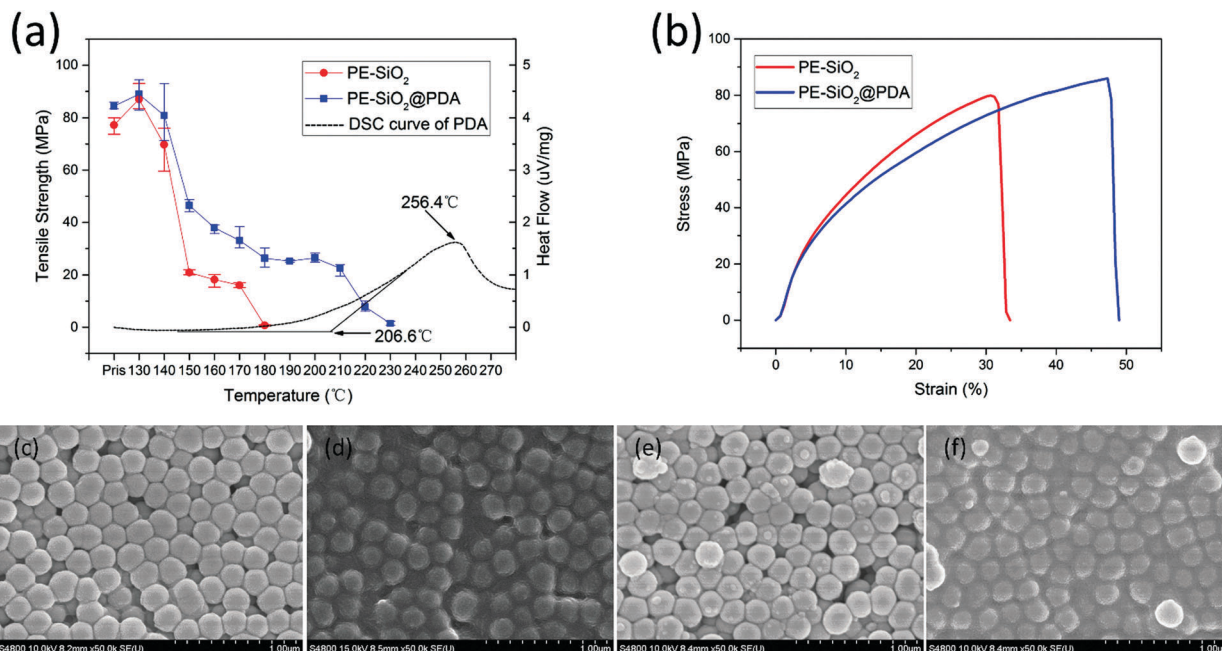 (a)
Tensile Strength (MPa)
100
80
60
40
20
0
PE-SiO₂
PE-SiO₂@PDA
DSC curve of PDA
256.4℃
206.6℃
5
4
3
2
1
0
Heat Flow (uV/mg)
Pris 130 140 150 160 170 180 190 200 210 220 230 240 250 260 270
Temperature (℃)
(b)
Stress (MPa)
100
80
60
40
20
0
PE-SiO₂
PE-SiO₂@PDA
0 10 20 30 40 50
Strain (%)
(c)
S4800 10.0kV 8.2mm x50.0k SE(U) 1.00um
(d)
S4800 15.0kV 8.5mm x50.0k SE(U) 1.00um
(e)
S4800 10.0kV 8.4mm x50.0k SE(U) 1.00um
(f)
S4800 10.0kV 8.4mm x50.0k SE(U) 1.00um